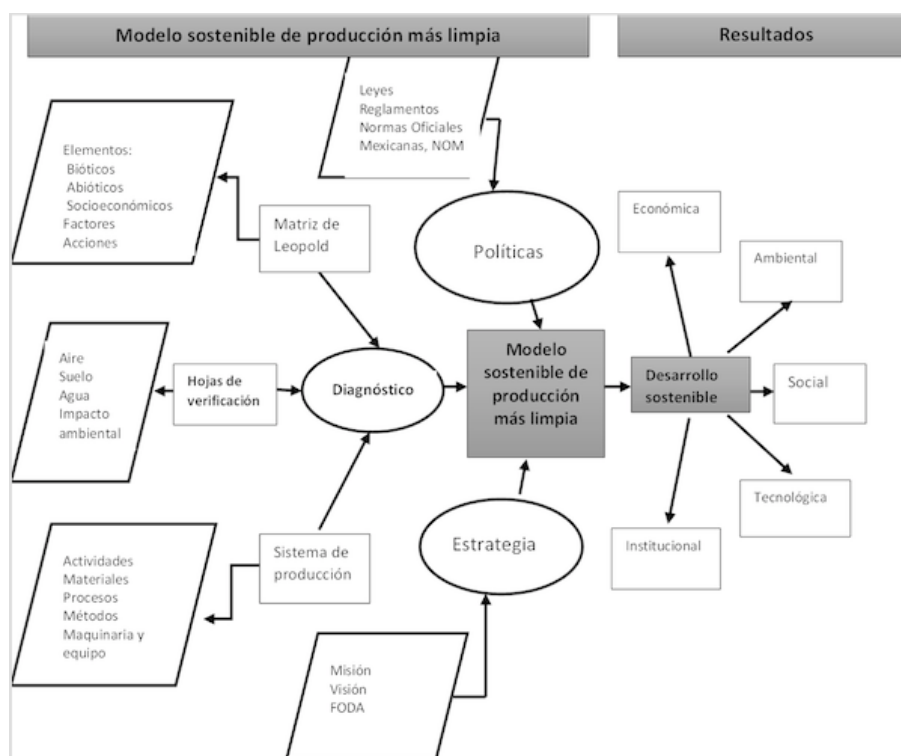 Modelo sostenible de producción más limpia
Resultados
Leyes
Reglamentos
Normas Oficiales
Mexicanas, NOM
Elementos:
Bióticos
Abióticos
Socioeconómicos
Factores
Acciones
Matriz de
Leopold
Políticas
Económica
Ambiental
Aire
Suelo
Agua
Impacto
ambiental
Hojas de
verificación
Diagnóstico
Modelo
sostenible de
producción
más limpia
Desarrollo
sostenible
Social
Tecnológica
Institucional
Actividades
Materiales
Procesos
Métodos
Maquinaria y
equipo
Sistema de
producción
Estrategia
Misión
Visión
FODA